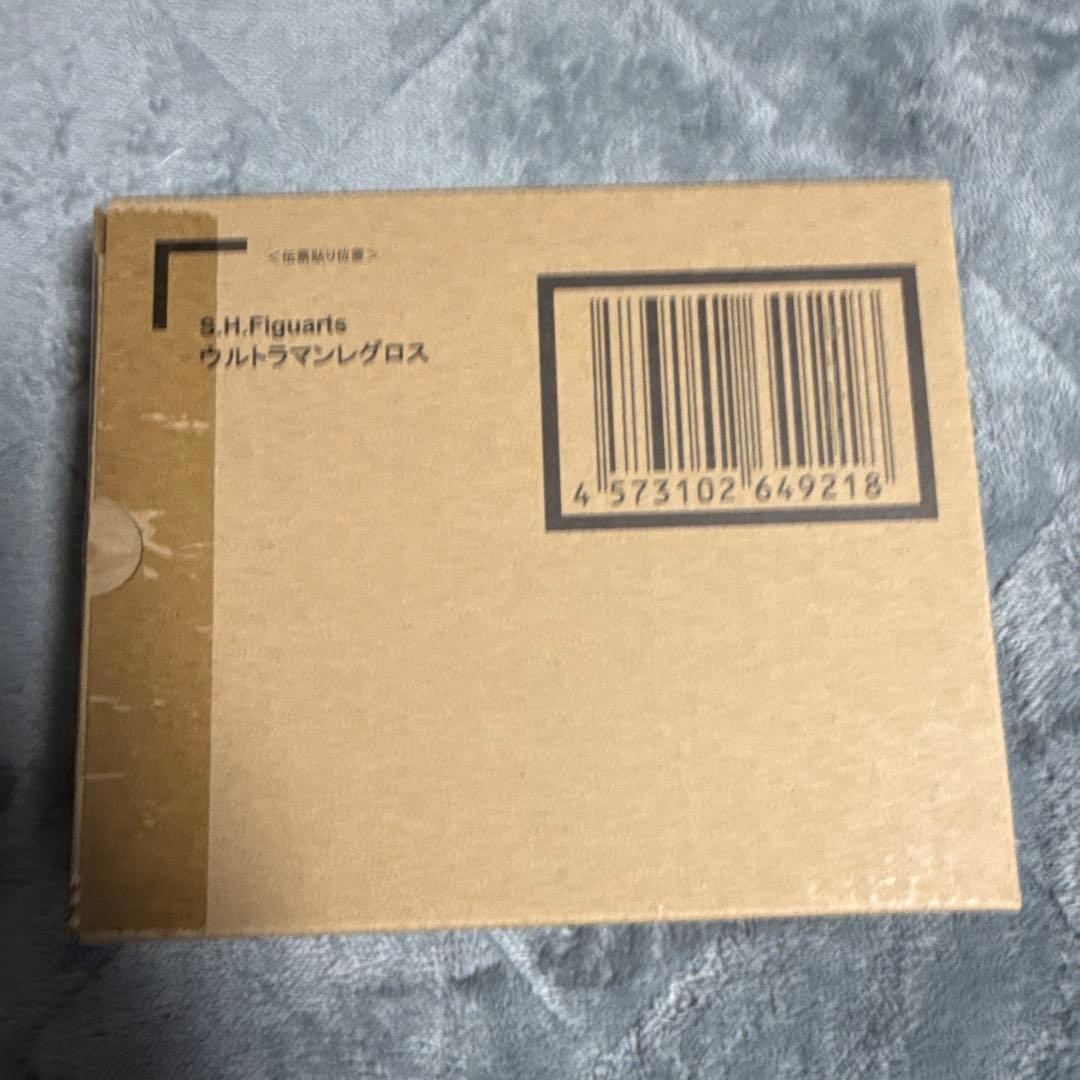 <伝票貼り位置>
S.H.Figuarts
ウルトラマンレグロス
4 573102 649218